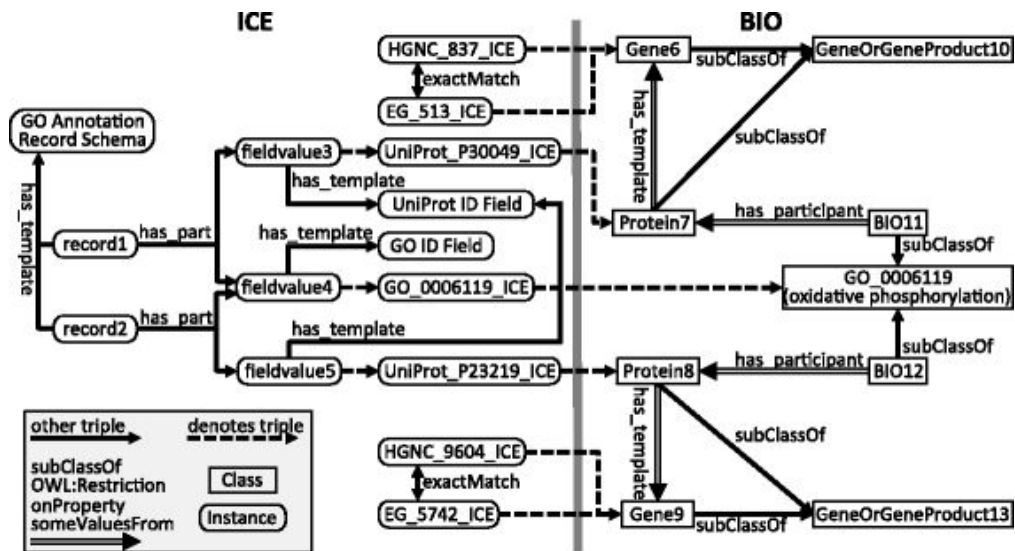 ICE
BIO
HGNC_837_ICE
Gene6
subClassOf
GeneOrGeneProduct10
exactMatch
EG_513_ICE
GO Annotation
Record Schema
has_template
subClassOf
fieldvalue3
UniProt_P30049_ICE
has_template
UniProt ID Field
has_template
record1
has_part
has_template
GO ID Field
Protein7
has_participant
BIO11
subClassOf
fieldvalue4
GO_0006119_ICE
GO_0006119
(oxidative phosphorylation)
record2
has_part
has_template
subClassOf
fieldvalue5
UniProt_P23219_ICE
Protein8
has_participant
BIO12
other triple
denotes triple
subClassOf
OWL:Restriction
onProperty
someValuesFrom
Class
Instance
HGNC_9604_ICE
has_template
subClassOf
exactMatch
EG_5742_ICE
Gene9
subClassOf
GeneOrGeneProduct13